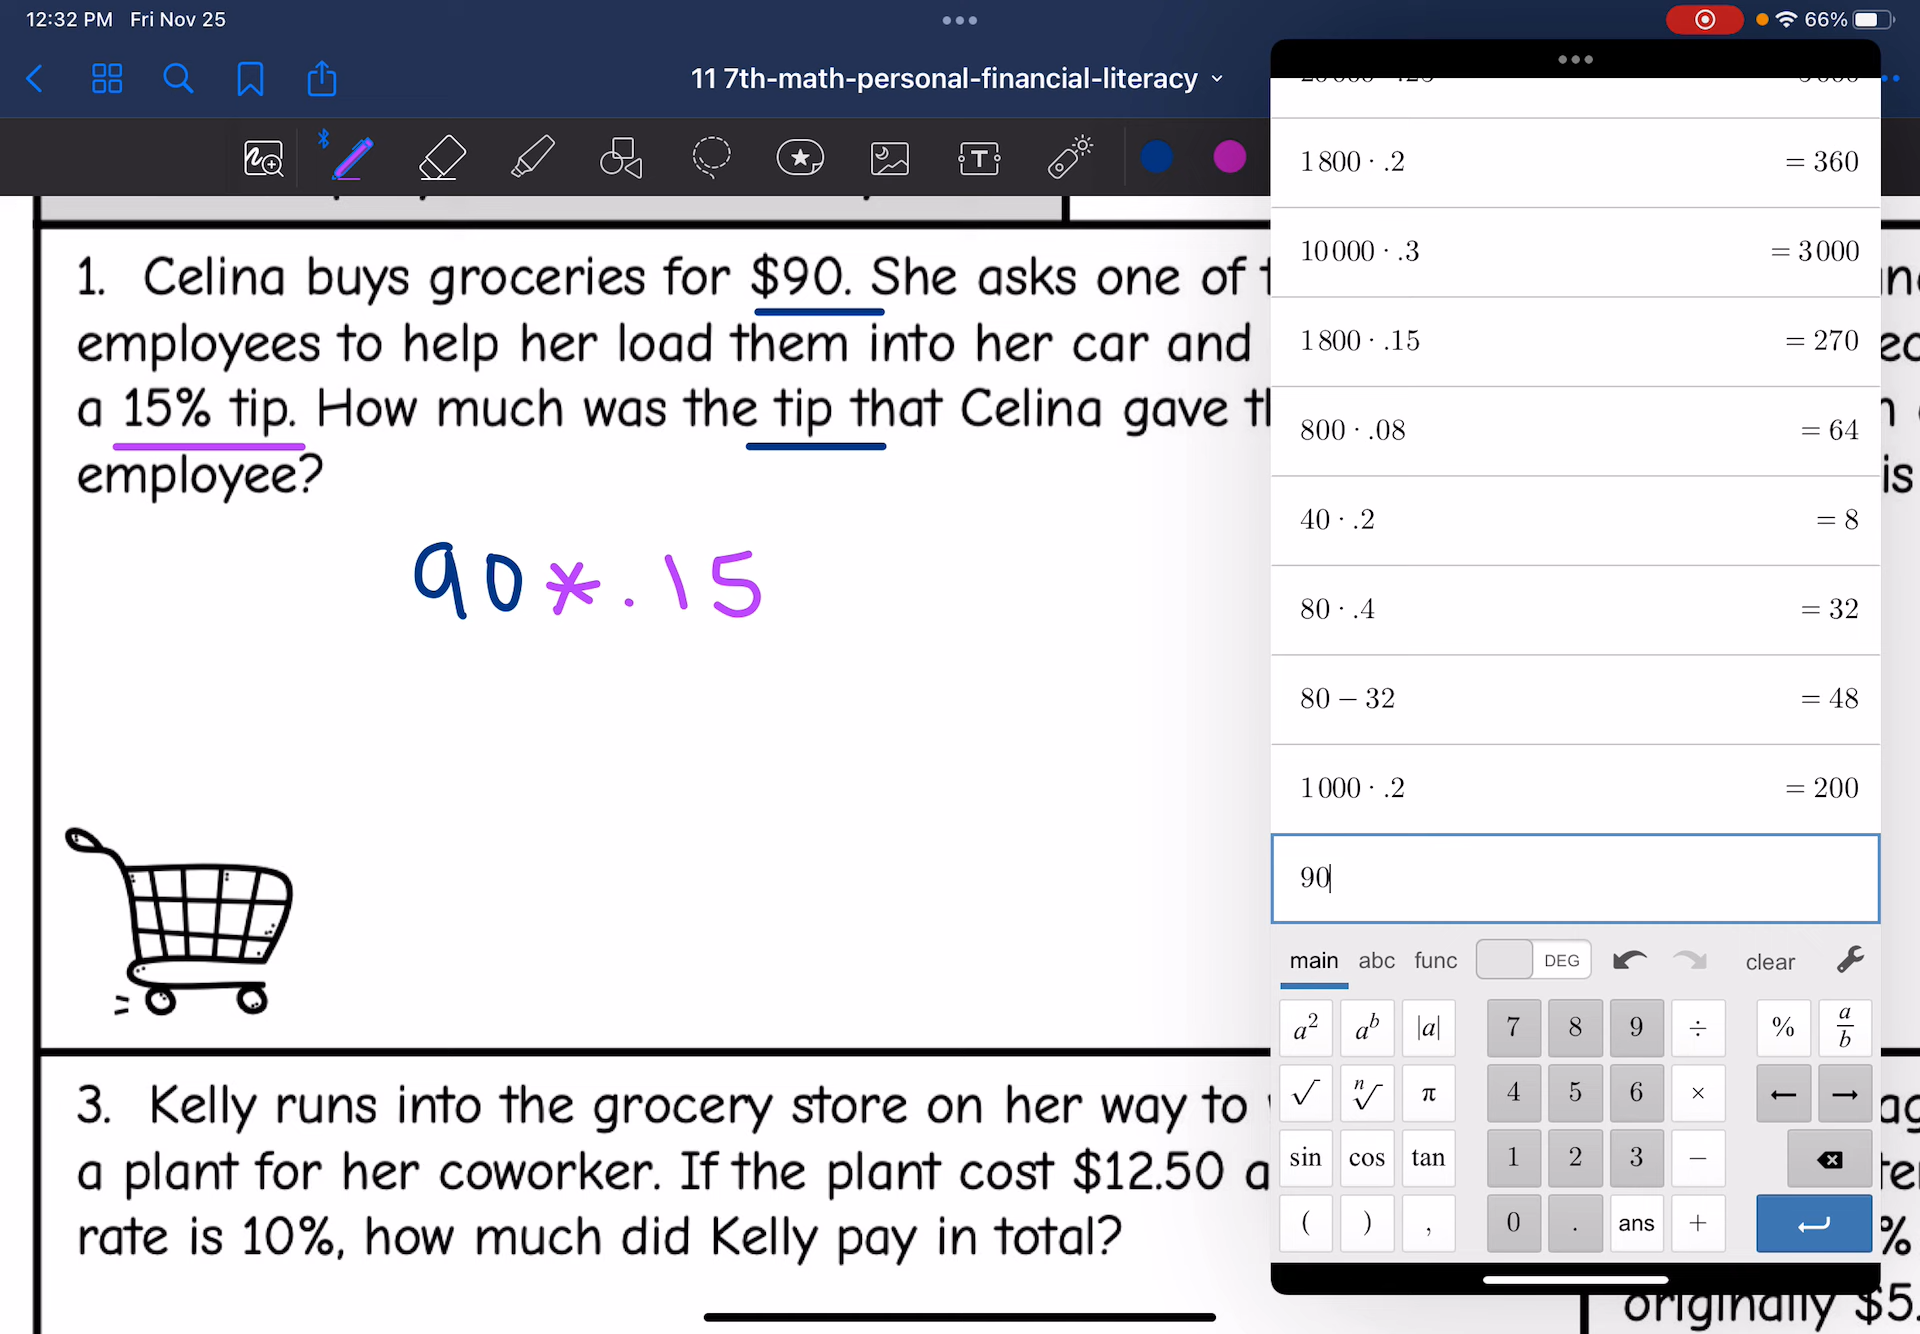 12:32 PM Fri Nov 25
66%
11 7th-math-personal-financial-literacy
1. Celina buys groceries for $90. She asks one of
employees to help her load them into her car and
a 15% tip. How much was the tip that Celina gave
employee?
90 * .15
3. Kelly runs into the grocery store on her way to
a plant for her coworker. If the plant cost $12.50 a
rate is 10%, how much did Kelly pay in total?
is
%
originally $5.
1800 · .2 = 360
10000 · .3 = 3000
1800 · .15 = 270
800 · .08 = 64
40 · .2 = 8
80 · .4 = 32
80 − 32 = 48
1000 · .2 = 200
90
main abc func DEG clear
a² aᵇ |a| 7 8 9 ÷ % a/b
√ ⁿ√ π 4 5 6 × ← →
sin cos tan 1 2 3 −
( ) , 0 . ans +